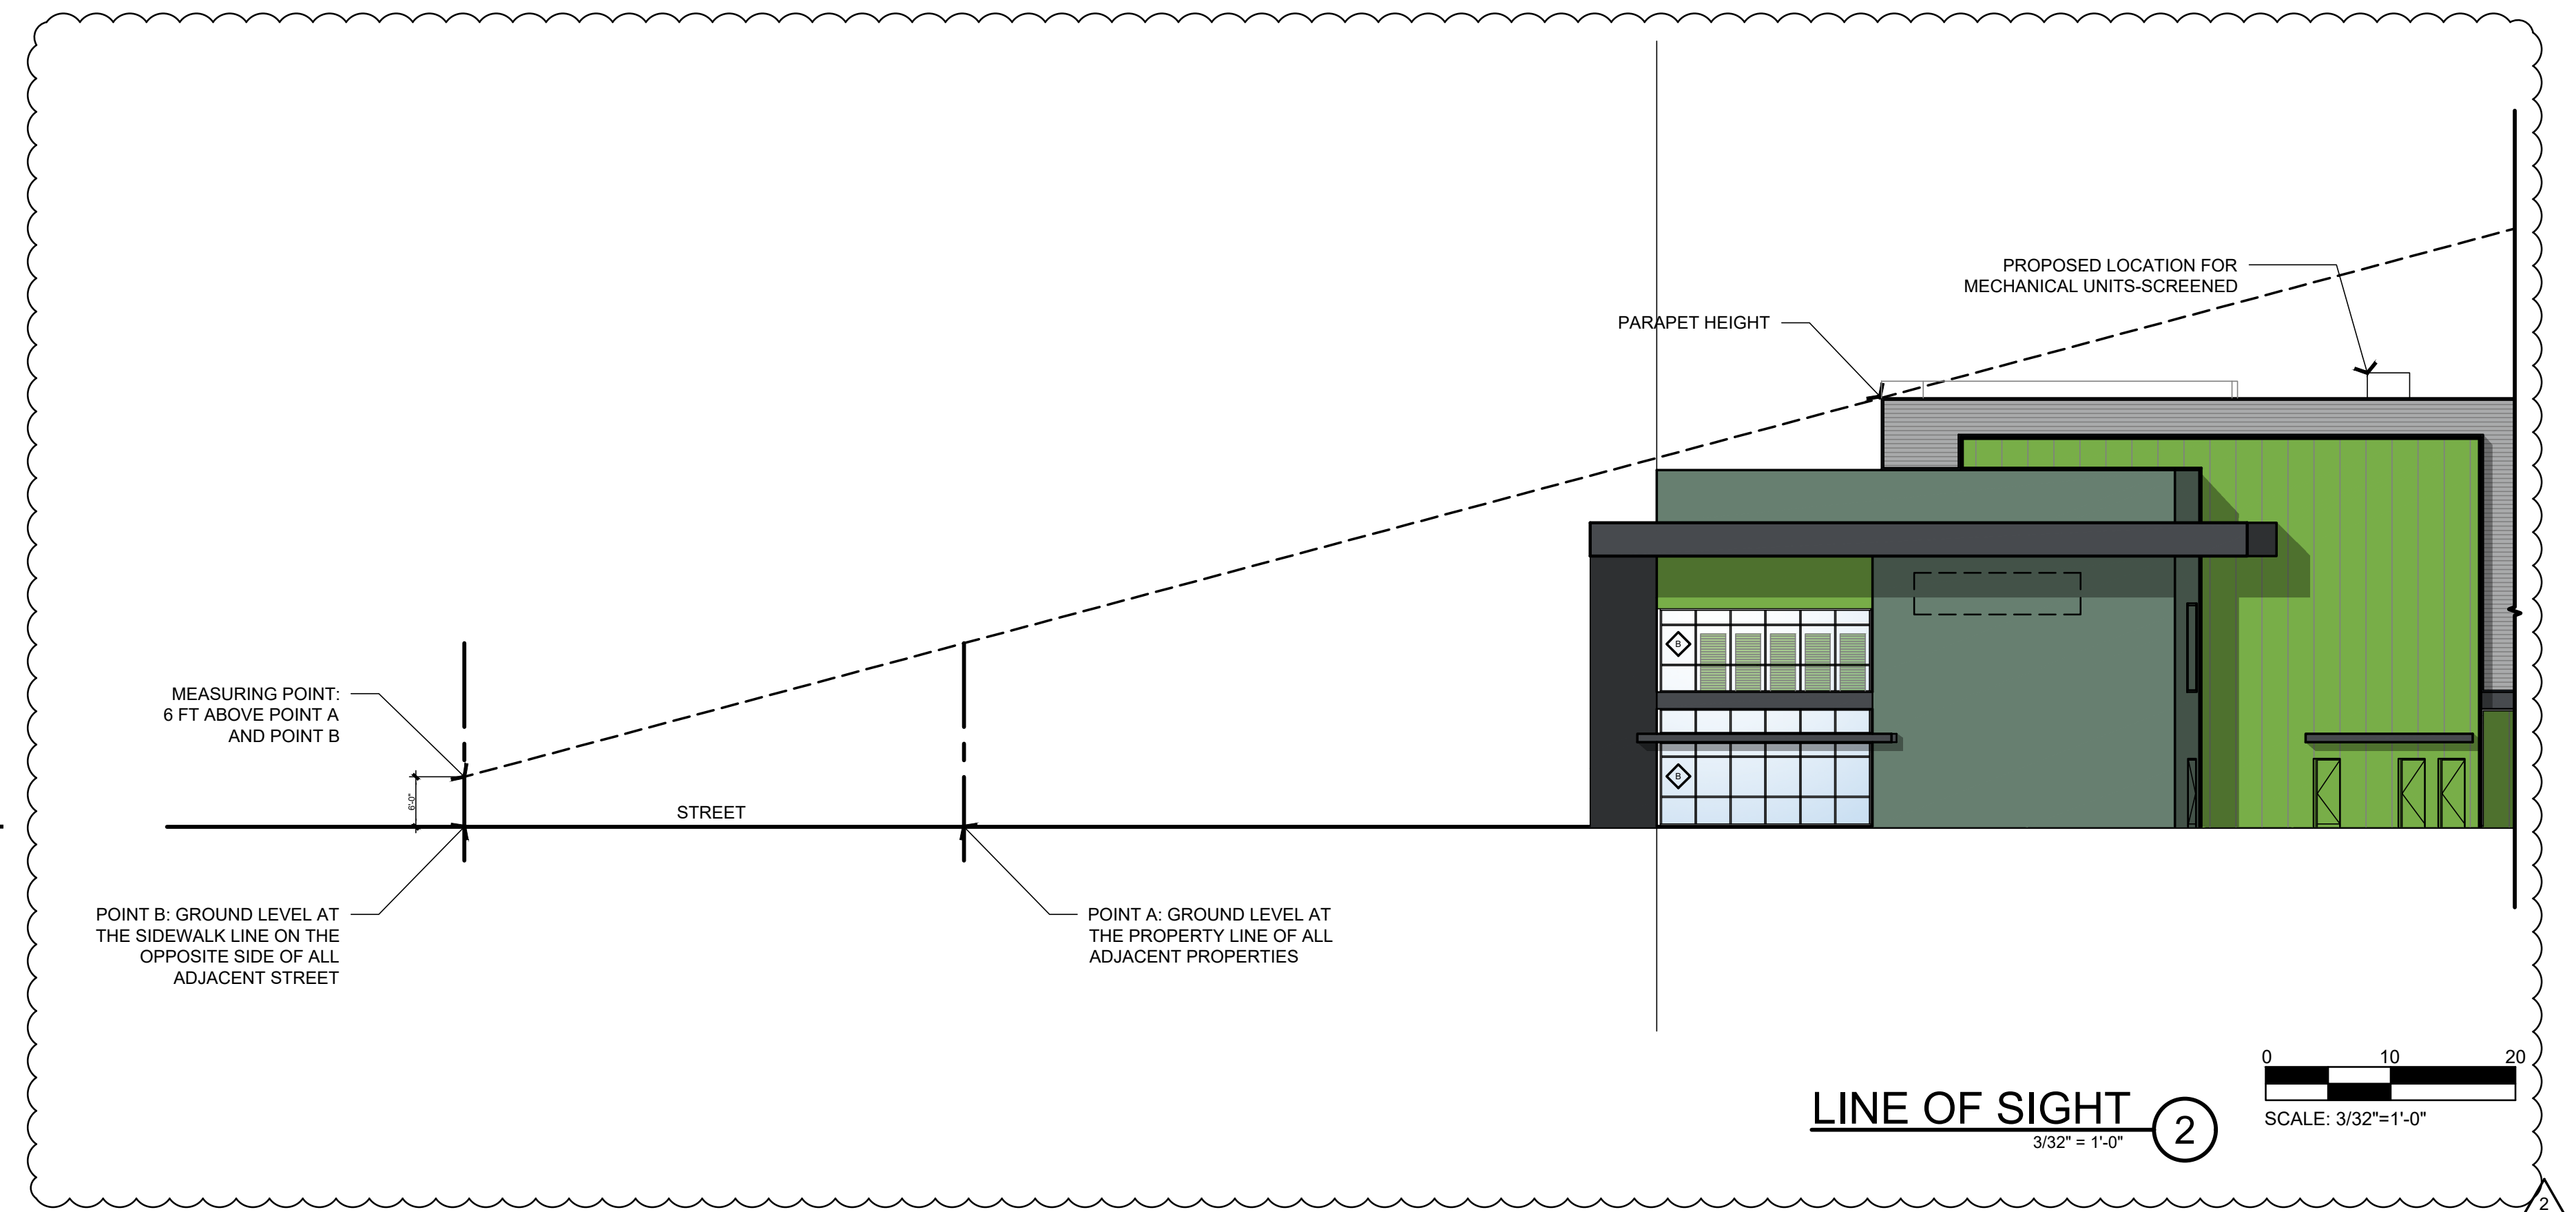 PROPOSED LOCATION FOR
MECHANICAL UNITS-SCREENED
PARAPET HEIGHT
MEASURING POINT:
6 FT ABOVE POINT A
AND POINT B
6'-0"
STREET
B
B
POINT B: GROUND LEVEL AT
THE SIDEWALK LINE ON THE
OPPOSITE SIDE OF ALL
ADJACENT STREET
POINT A: GROUND LEVEL AT
THE PROPERTY LINE OF ALL
ADJACENT PROPERTIES
LINE OF SIGHT
3/32" = 1'-0"
2
0 10 20
SCALE: 3/32"=1'-0"
2